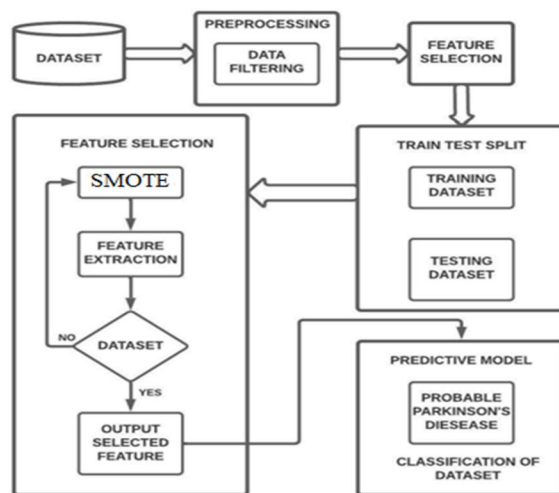 DATASET
PREPROCESSING
DATA
FILTERING
FEATURE
SELECTION
TRAIN TEST SPLIT
TRAINING
DATASET
TESTING
DATASET
FEATURE SELECTION
SMOTE
FEATURE
EXTRACTION
DATASET
NO
YES
OUTPUT
SELECTED
FEATURE
PREDICTIVE MODEL
PROBABLE
PARKINSON'S
DIESEASE
CLASSIFICATION OF
DATASET